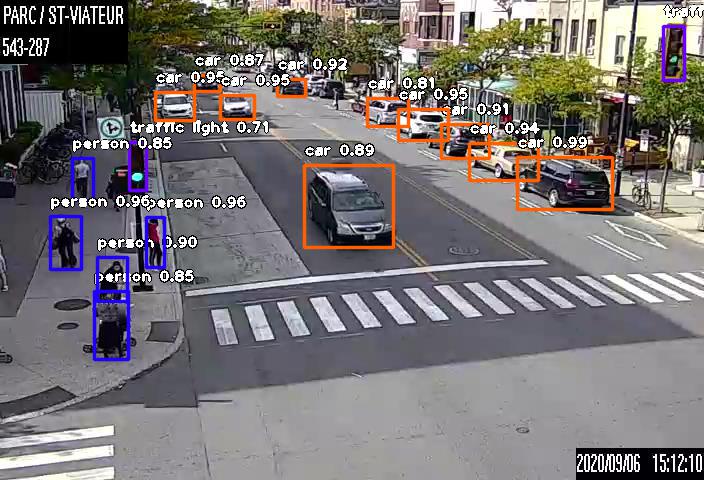 PARC / ST-VIATEUR
543-287
traff
car 0.87
car 0.95
car 0.95
car 0.92
car 0.81
car 0.95
car 0.91
car 0.94
car 0.99
traffic light 0.71
person 0.85
car 0.89
person 0.96
person 0.96
person 0.90
person 0.85
2020/09/06 15:12:10